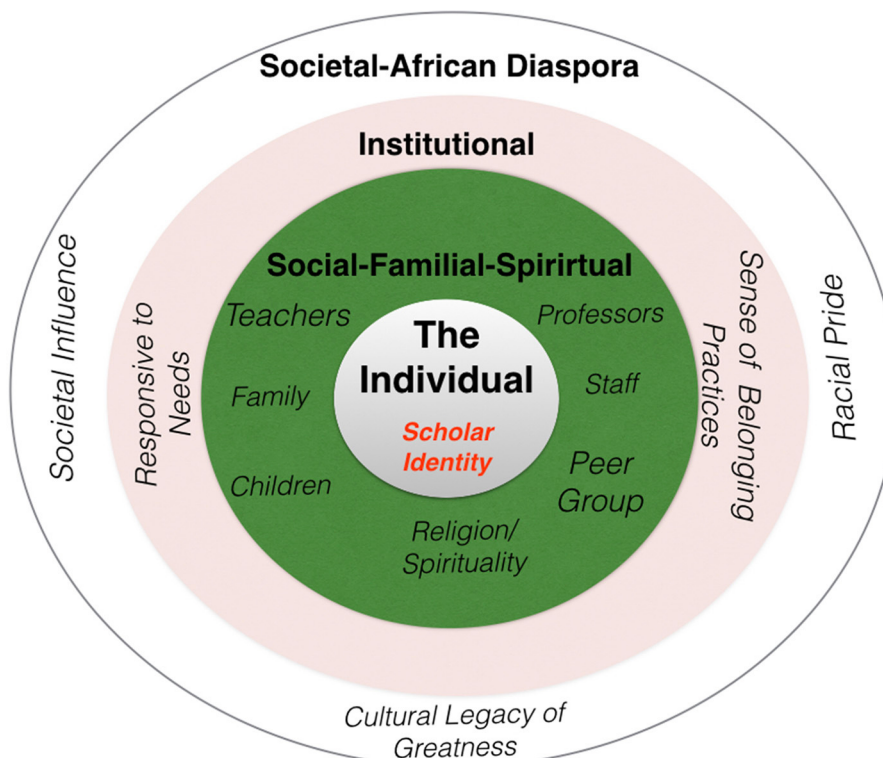 Societal-African Diaspora
Institutional
Social-Familial-Spirirtual
Teachers
Professors
The
Individual
Scholar
Identity
Family
Staff
Children
Peer
Group
Religion/
Spirituality
Responsive to
Needs
Sense of Belonging
Practices
Societal Influence
Racial Pride
Cultural Legacy of
Greatness